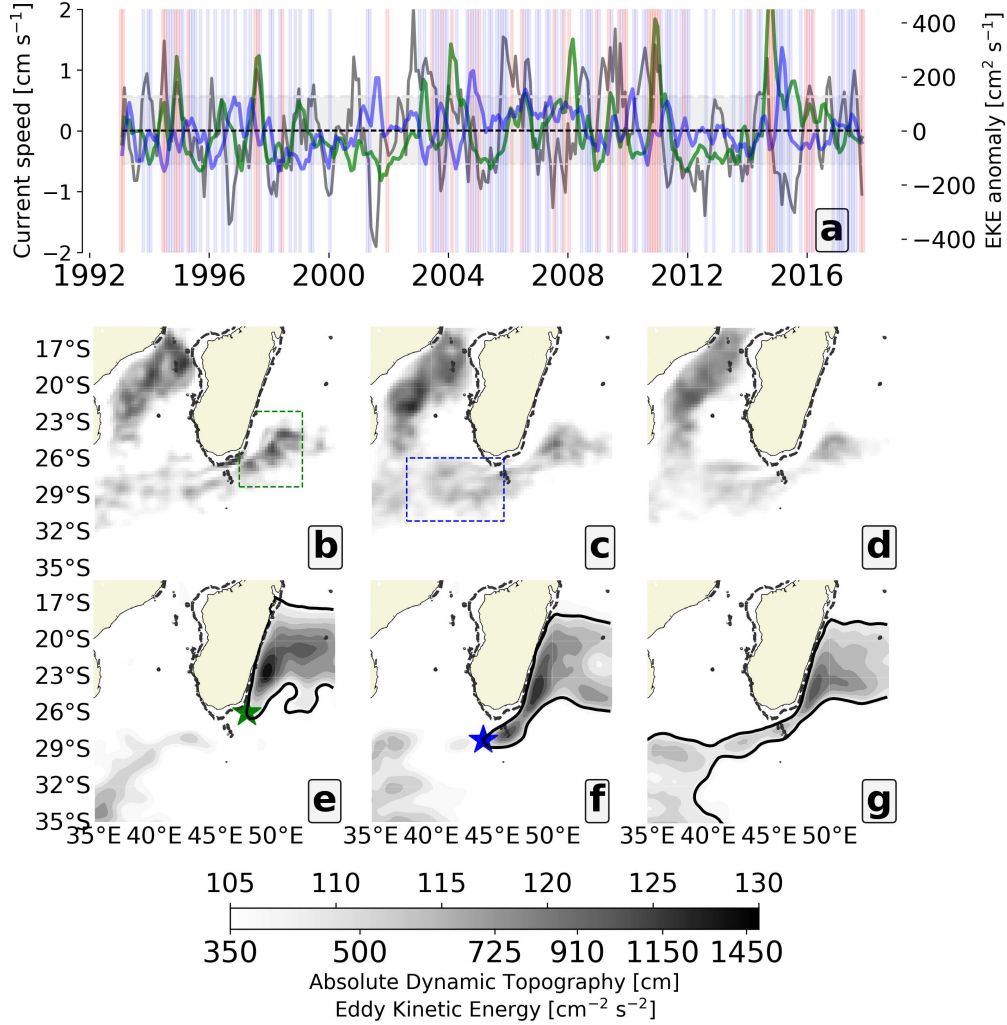 2
1
0
−1
−2
Current speed [cm s⁻¹]
400
200
0
−200
−400
EKE anomaly [cm² s⁻¹]
a
1992 1996 2000 2004 2008 2012 2016
17°S
20°S
23°S
26°S
29°S
32°S
35°S
b
c
d
17°S
20°S
23°S
26°S
29°S
32°S
35°S
e
f
g
35°E 40°E 45°E 50°E 35°E 40°E 45°E 50°E 35°E 40°E 45°E 50°E
105 110 115 120 125 130
350 500 725 910 1150 1450
Absolute Dynamic Topography [cm]
Eddy Kinetic Energy [cm⁻² s⁻²]